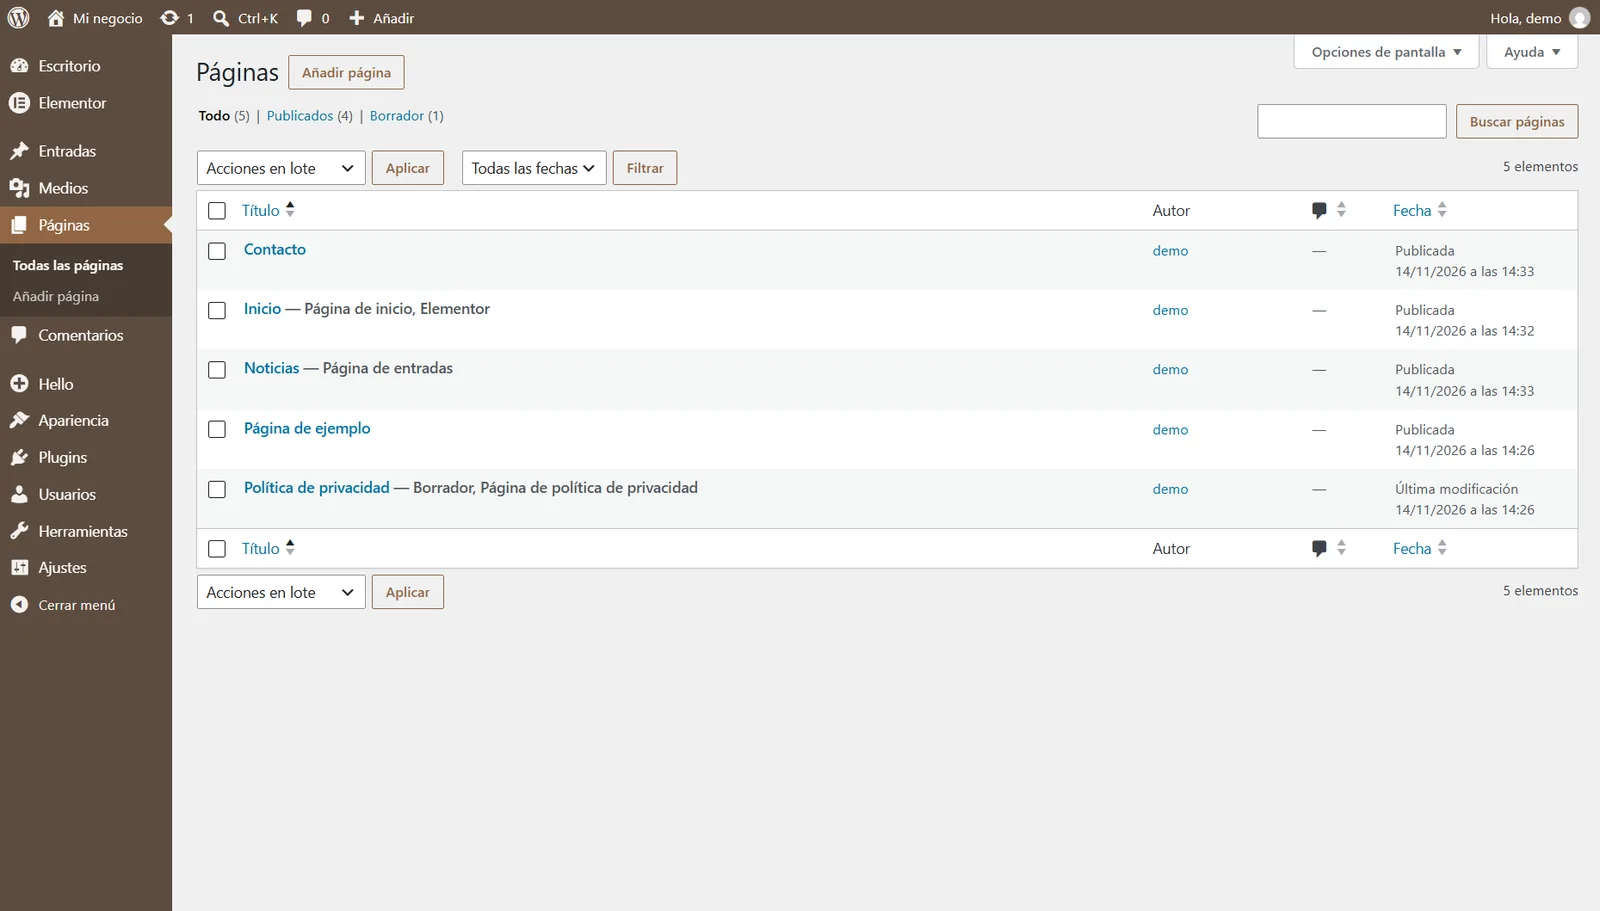 Mi negocio 1 Ctrl+K 0 Añadir Hola, demo
Escritorio
Elementor
Entradas
Medios
Páginas
Todas las páginas
Añadir página
Comentarios
Hello
Apariencia
Plugins
Usuarios
Herramientas
Ajustes
Cerrar menú
Opciones de pantalla Ayuda
Páginas Añadir página
Todo (5) | Publicados (4) | Borrador (1)
Buscar páginas
Acciones en lote Aplicar Todas las fechas Filtrar 5 elementos
Título Autor Fecha
Contacto demo — Publicada
14/11/2026 a las 14:33
Inicio — Página de inicio, Elementor demo — Publicada
14/11/2026 a las 14:32
Noticias — Página de entradas demo — Publicada
14/11/2026 a las 14:33
Página de ejemplo demo — Publicada
14/11/2026 a las 14:26
Política de privacidad — Borrador, Página de política de privacidad demo — Última modificación
14/11/2026 a las 14:26
Título Autor Fecha
Acciones en lote Aplicar 5 elementos